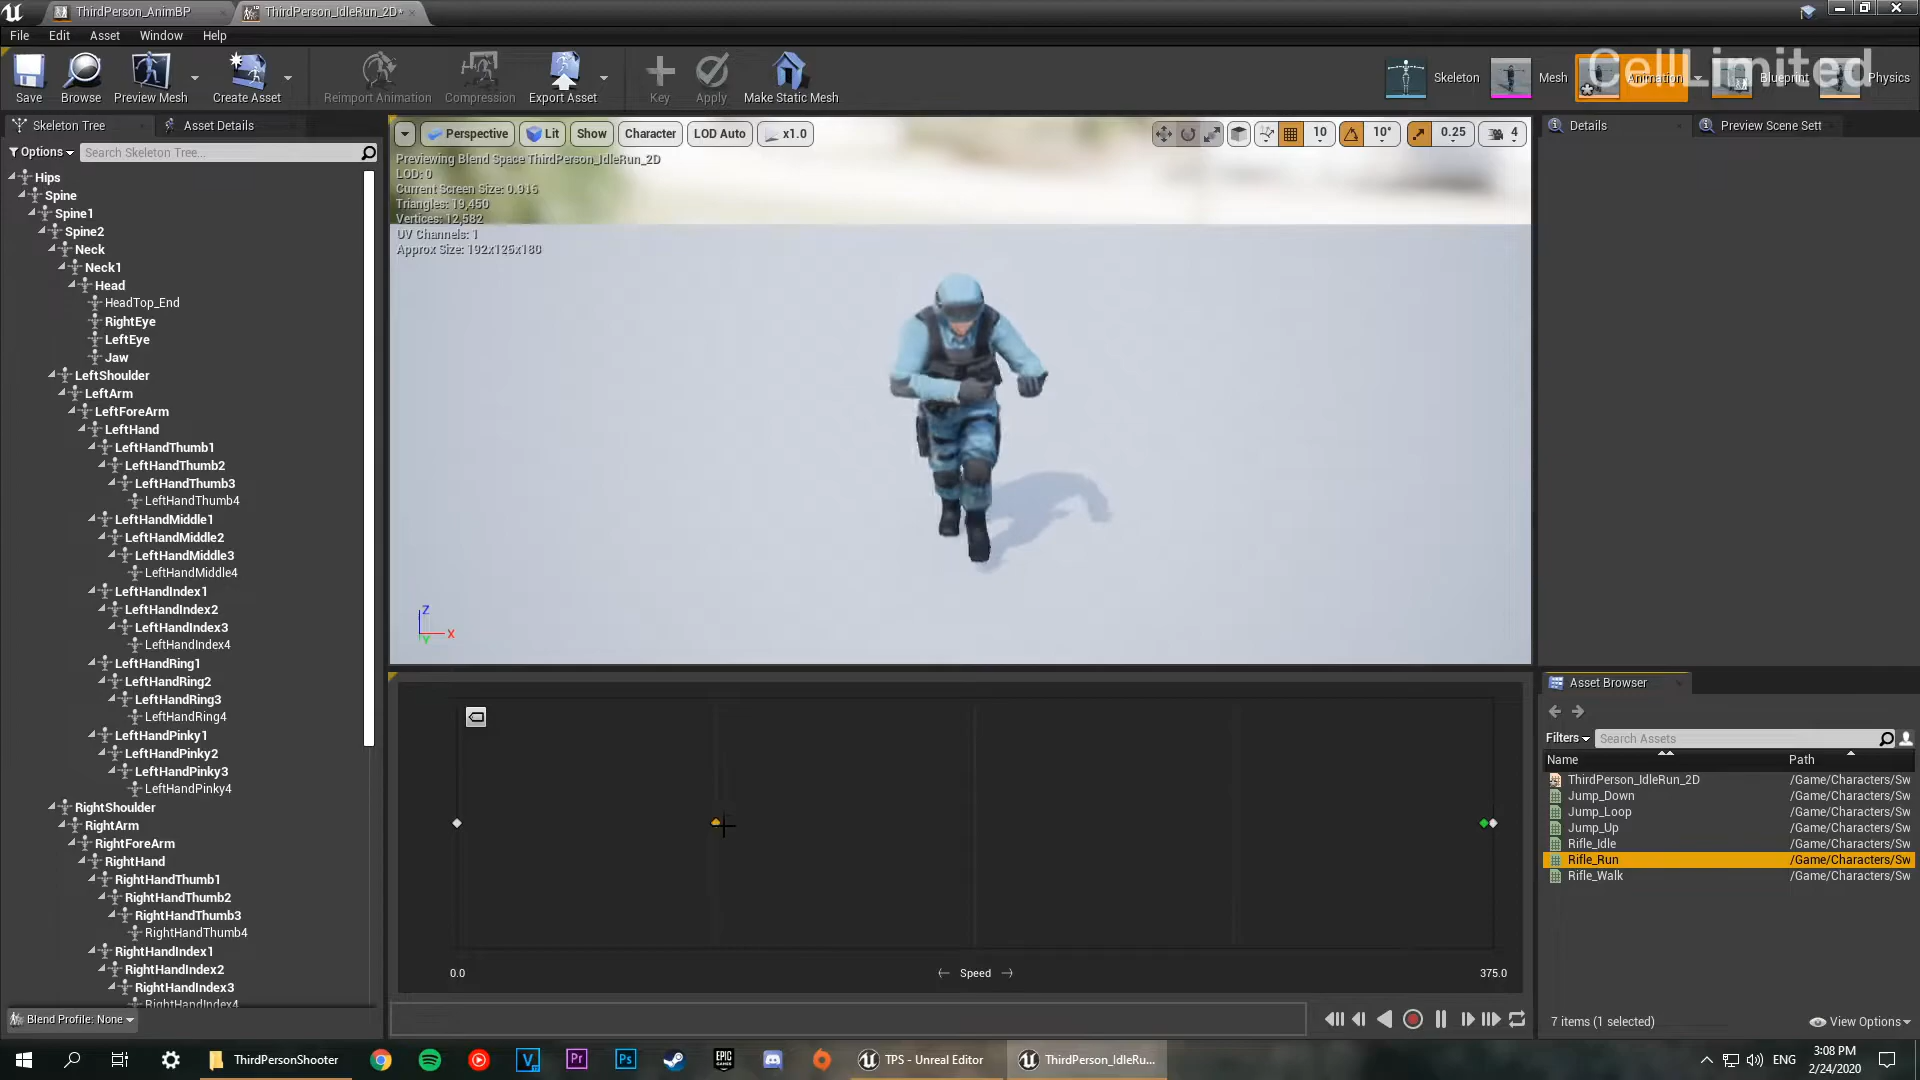 ThirdPerson_AnimBP
ThirdPerson_IdleRun_2D*
File Edit Asset Window Help
Save
Browse
Preview Mesh
Create Asset
Reimport Animation
Compression
Export Asset
Key
Apply
Make Static Mesh
Skeleton
Mesh
Animation
Blueprint
Physics
CellLimited
Skeleton Tree
Asset Details
Options
Search Skeleton Tree...
Hips
Spine
Spine1
Spine2
Neck
Neck1
Head
HeadTop_End
RightEye
LeftEye
Jaw
LeftShoulder
LeftArm
LeftForeArm
LeftHand
LeftHandThumb1
LeftHandThumb2
LeftHandThumb3
LeftHandThumb4
LeftHandMiddle1
LeftHandMiddle2
LeftHandMiddle3
LeftHandMiddle4
LeftHandIndex1
LeftHandIndex2
LeftHandIndex3
LeftHandIndex4
LeftHandRing1
LeftHandRing2
LeftHandRing3
LeftHandRing4
LeftHandPinky1
LeftHandPinky2
LeftHandPinky3
LeftHandPinky4
RightShoulder
RightArm
RightForeArm
RightHand
RightHandThumb1
RightHandThumb2
RightHandThumb3
RightHandThumb4
RightHandIndex1
RightHandIndex2
RightHandIndex3
RightHandIndex4
Blend Profile: None
Perspective Lit Show Character LOD Auto x1.0
10 10° 0.25 4
Previewing Blend Space ThirdPerson_IdleRun_2D
LOD: 0
Current Screen Size: 0.916
Triangles: 19,450
Vertices: 12,582
UV Channels: 1
Approx Size: 192x126x180
Z
X
Y
0.0
Speed
375.0
Details
Preview Scene Sett
Asset Browser
Filters
Search Assets
Name Path
ThirdPerson_IdleRun_2D /Game/Characters/Sw
Jump_Down /Game/Characters/Sw
Jump_Loop /Game/Characters/Sw
Jump_Up /Game/Characters/Sw
Rifle_Idle /Game/Characters/Sw
Rifle_Run /Game/Characters/Sw
Rifle_Walk /Game/Characters/Sw
7 items (1 selected)
View Options
ThirdPersonShooter
V
Pr
Ps
EPIC GAMES
TPS - Unreal Editor
ThirdPerson_IdleRu...
ENG
3:08 PM
2/24/2020